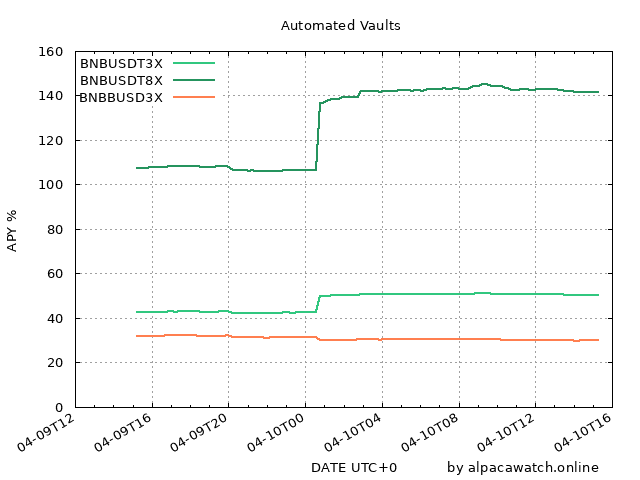 Automated Vaults
BNBUSDT3X
BNBUSDT8X
BNBBUSD3X
160
140
120
100
80
60
40
20
0
APY %
04-09T12
04-09T16
04-09T20
04-10T00
04-10T04
04-10T08
04-10T12
04-10T16
DATE UTC+0
by alpacawatch.online